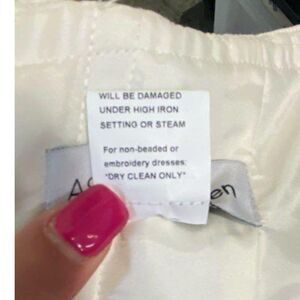 WILL BE DAMAGED
UNDER HIGH IRON
SETTING OR STEAM
For non-beaded or
embroidery dresses:
"DRY CLEAN ONLY"